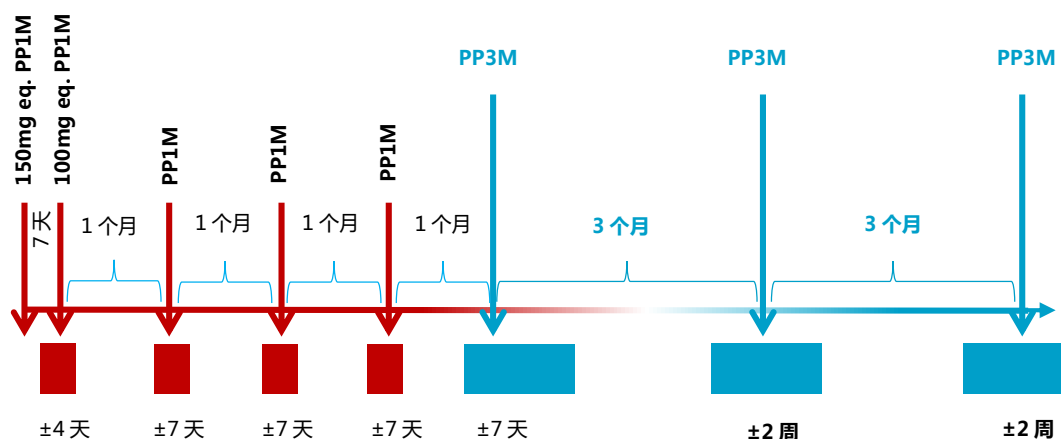 150mg eq. PP1M
100mg eq. PP1M
PP1M
PP1M
PP1M
PP3M
PP3M
PP3M
7 天
1 个月
1 个月
1 个月
1 个月
3 个月
3 个月
±4 天
±7 天
±7 天
±7 天
±7 天
±2 周
±2 周